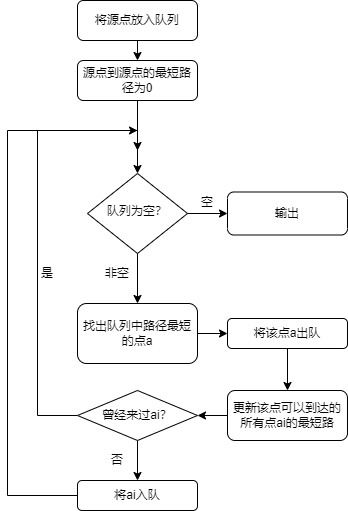 将源点放入队列
源点到源点的最短路
径为0
队列为空？
空
输出
是
非空
找出队列中路径最短
的点a
将该点a出队
更新该点可以到达的
所有点ai的最短路
曾经来过ai？
否
将ai入队